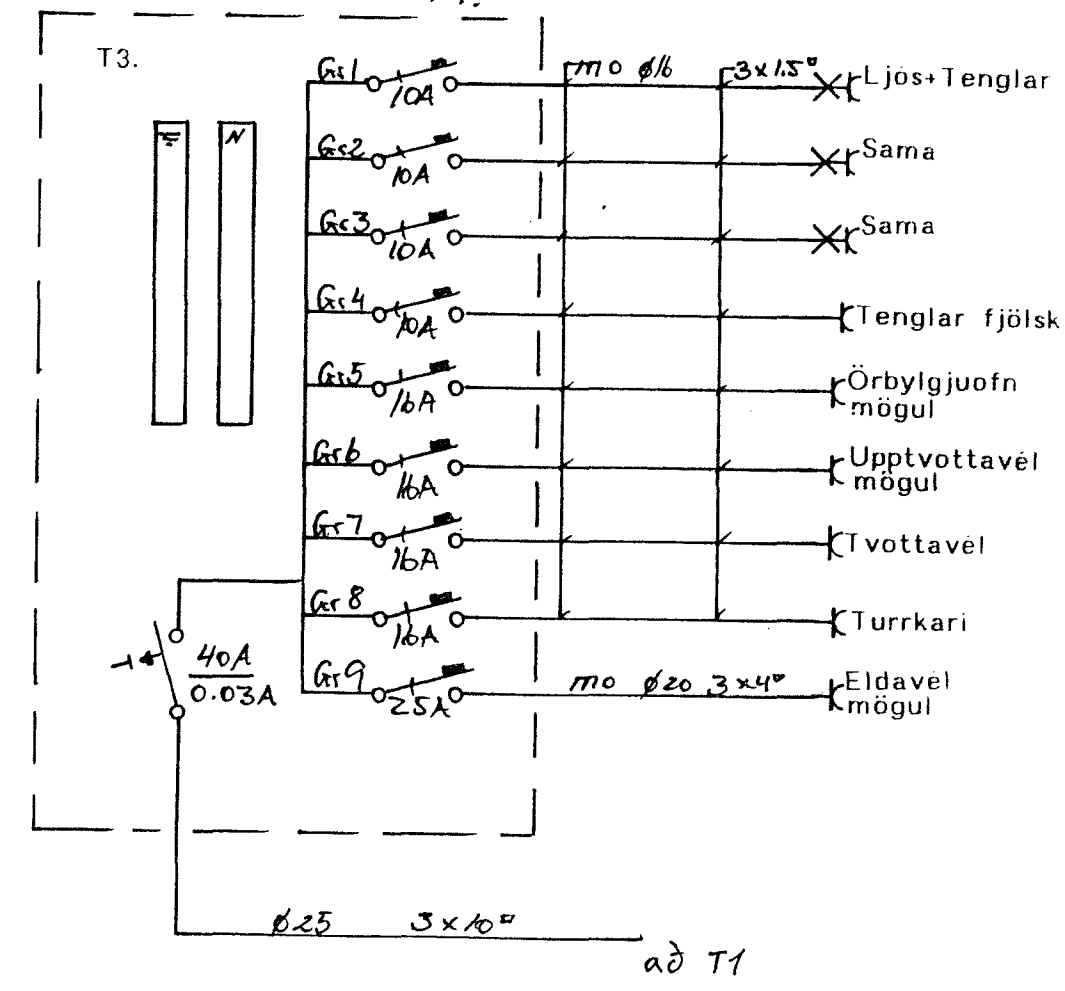 T3.
N
Gr1 10A mo ø16 3x1.5▫ Ljós+Tenglar
Gr2 10A Sama
Gr3 10A Sama
Gr4 10A Tenglar fjölsk
Gr5 16A Örbylgjuofn
mögul
Gr6 16A Upptvottavél
mögul
Gr7 16A Tvottavél
Gr8 16A Turrkari
40A
0.03A
Gr9 25A mo ø20 3x4▫ Eldavél
mögul
ø25 3x10▫
að T1